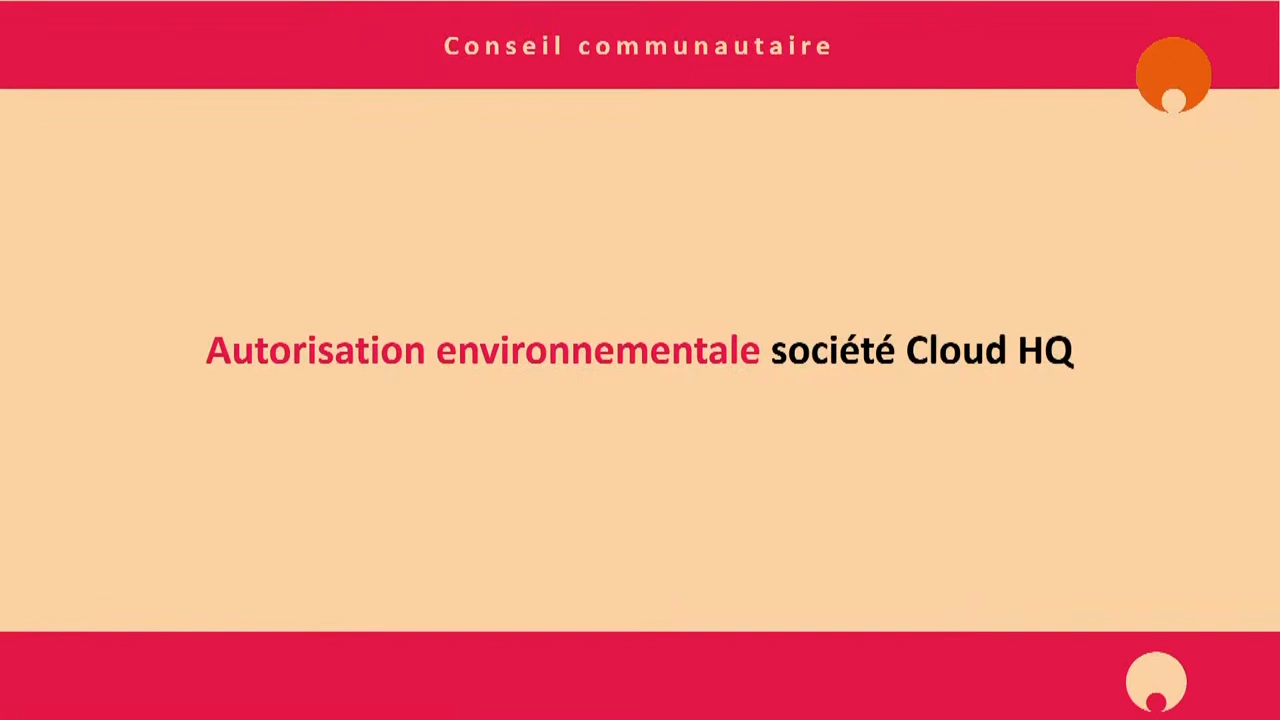 Conseil communautaire
Autorisation environnementale société Cloud HQ